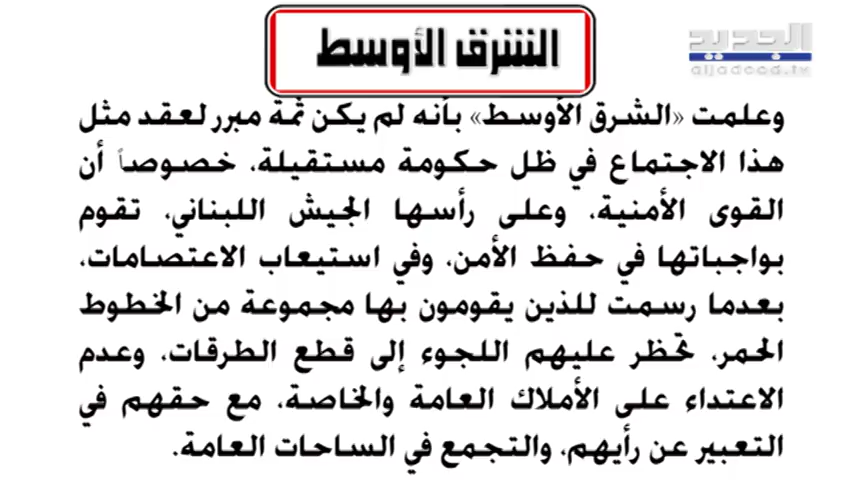 الشرق الأوسط
الجديد
aljadeed.tv
وعلمت «الشرق الأوسط» بأنه لم يكن ثمة مبرر لعقد مثل
هذا الاجتماع في ظل حكومة مستقيلة، خصوصاً أن
القوى الأمنية، وعلى رأسها الجيش اللبناني، تقوم
بواجباتها في حفظ الأمن، وفي استيعاب الاعتصامات،
بعدما رسمت للذين يقومون بها مجموعة من الخطوط
الحمر، تحظر عليهم اللجوء إلى قطع الطرقات، وعدم
الاعتداء على الأملاك العامة والخاصة، مع حقهم في
التعبير عن رأيهم، والتجمع في الساحات العامة.